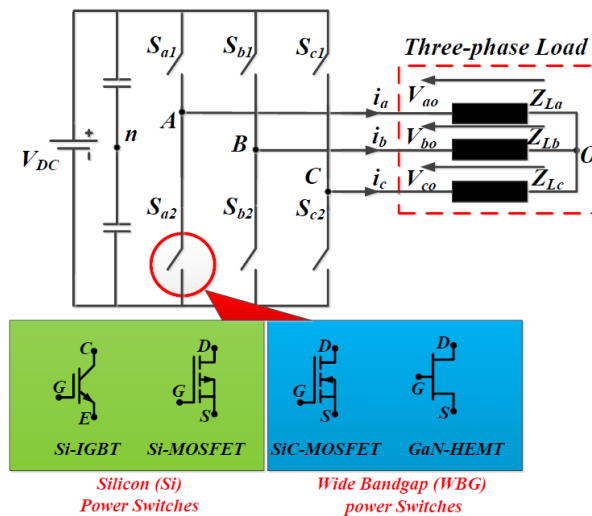 S_a1 S_b1 S_c1 Three-phase Load
A i_a V_ao Z_La
n
V_DC + -
B i_b V_bo Z_Lb O
C i_c V_co Z_Lc
S_a2 S_b2 S_c2
C G E
D G S
D G S
D G S
Si-IGBT Si-MOSFET SiC-MOSFET GaN-HEMT
Silicon (Si)
Power Switches
Wide Bandgap (WBG)
power Switches